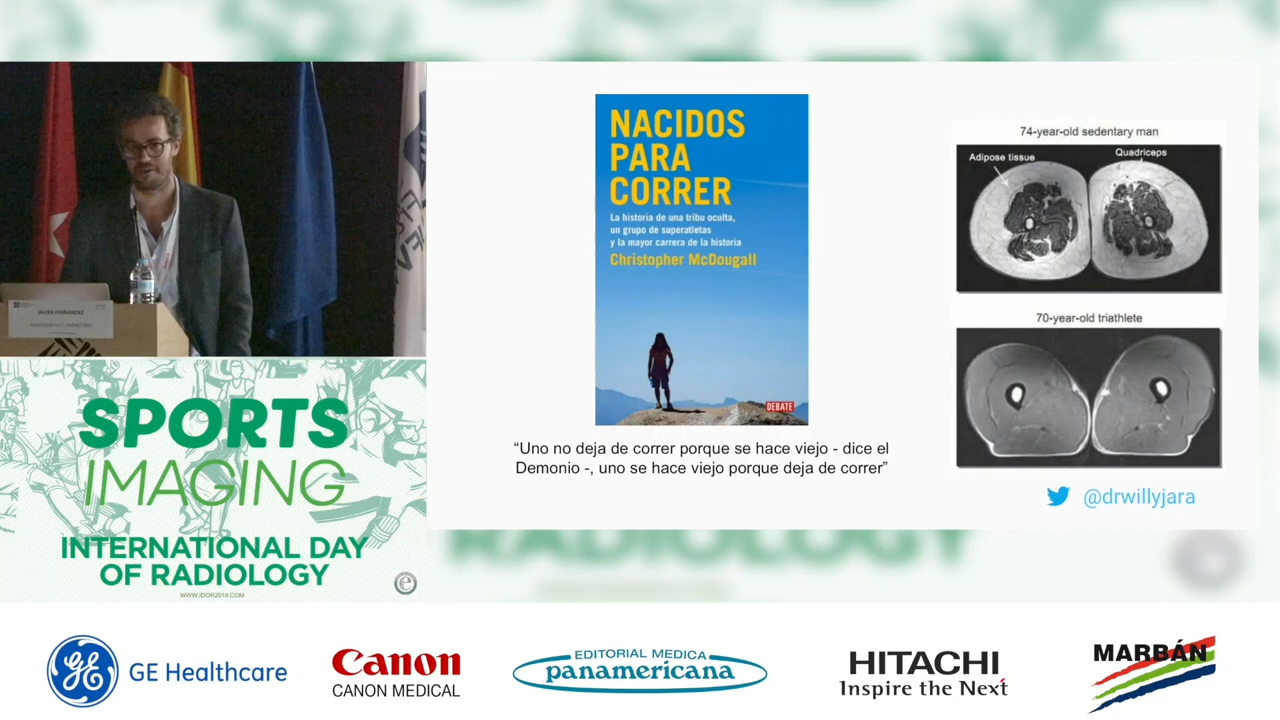 JAVIER FERNÁNDEZ
SPORTS
IMAGING
INTERNATIONAL DAY
OF RADIOLOGY
WWW.IDOR2019.COM
NACIDOS
PARA
CORRER
La historia de una tribu oculta,
un grupo de superatletas
y la mayor carrera de la historia
Christopher McDougall
DEBATE
“Uno no deja de correr porque se hace viejo - dice el
Demonio -, uno se hace viejo porque deja de correr”
74-year-old sedentary man
Adipose tissue
Quadriceps
70-year-old triathlete
@drwillyjara
RADIOLOGY
GE Healthcare
Canon
CANON MEDICAL
EDITORIAL MEDICA
panamericana
HITACHI
Inspire the Next
MARBÁN